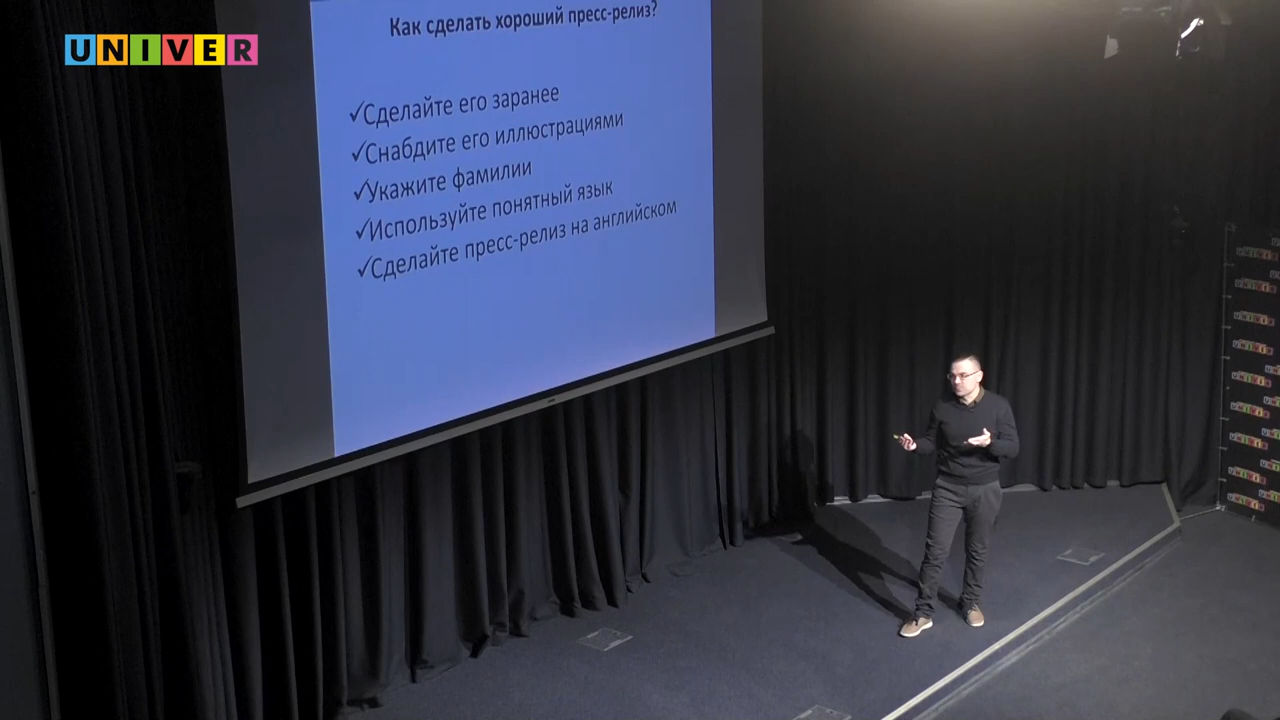 UNIVER
Как сделать хороший пресс-релиз?
✓Сделайте его заранее
✓Снабдите его иллюстрациями
✓Укажите фамилии
✓Используйте понятный язык
✓Сделайте пресс-релиз на английском